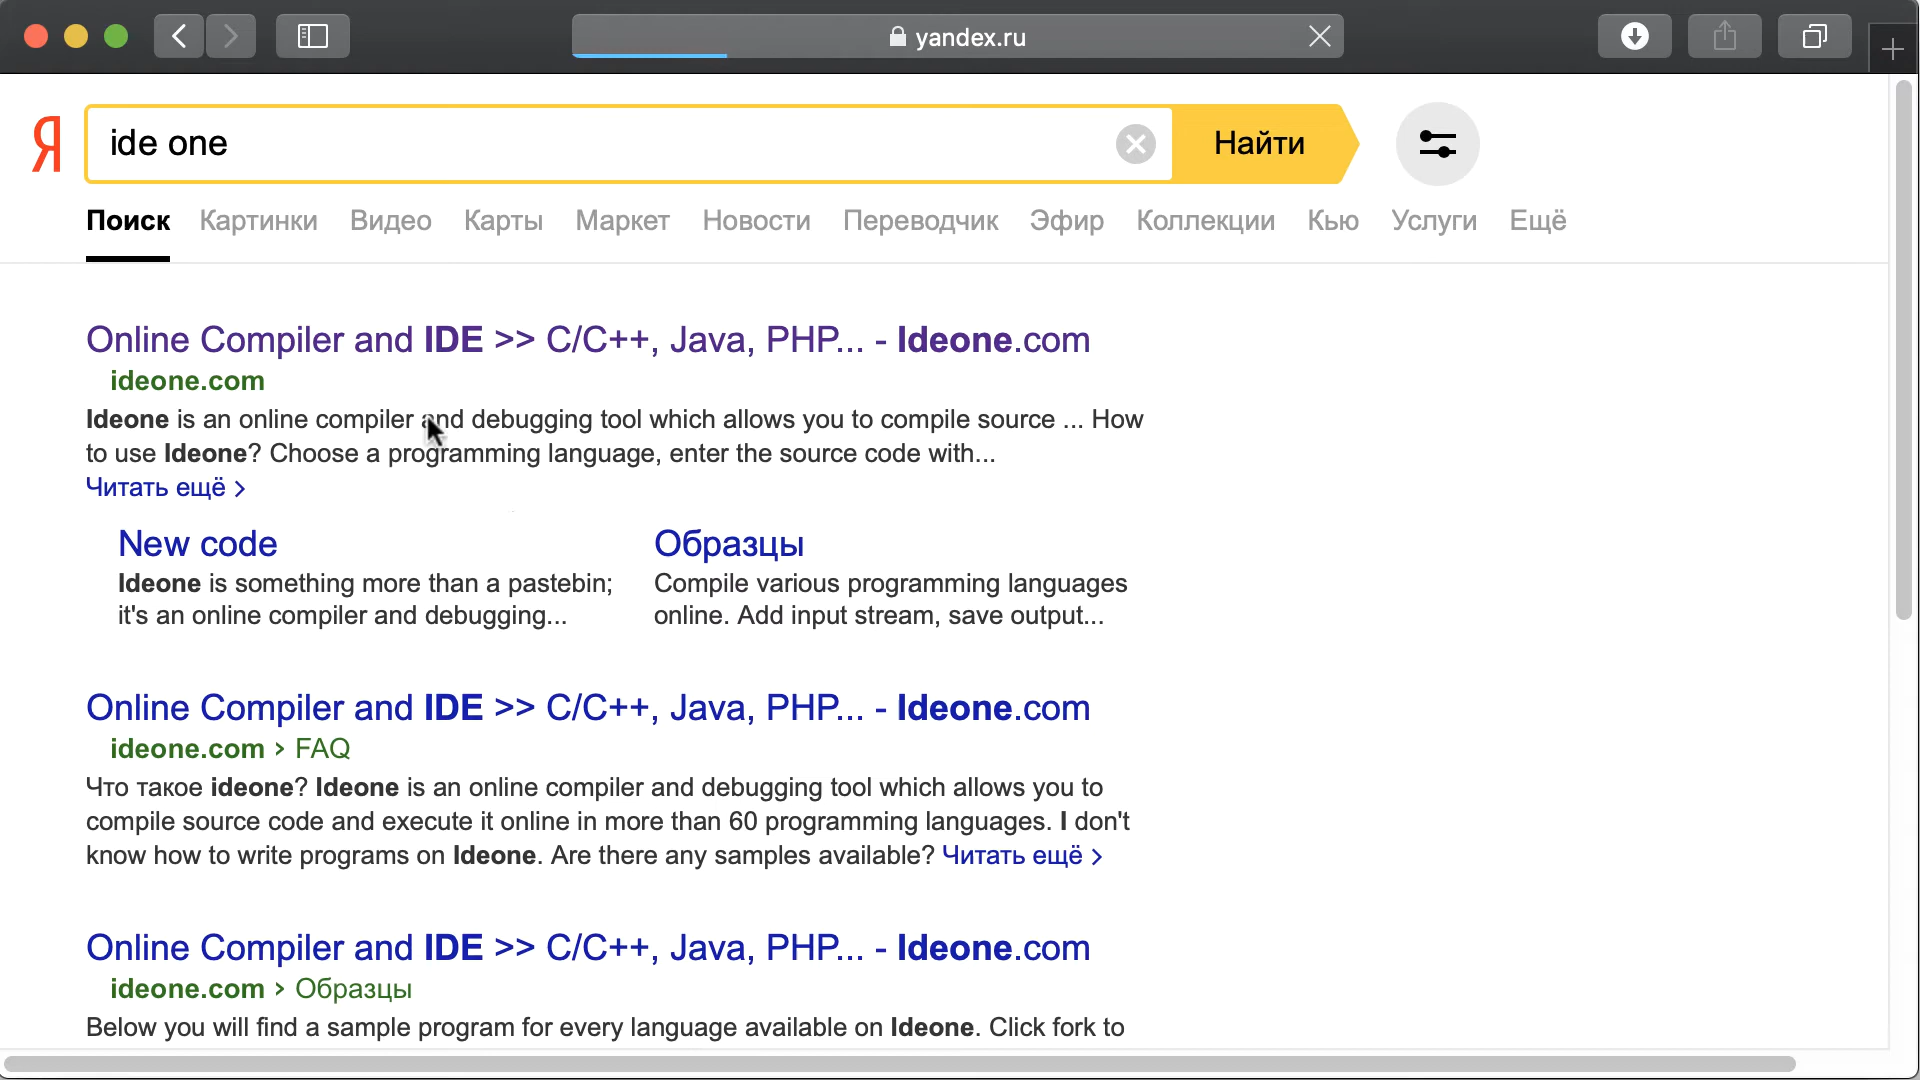 yandex.ru
Я
ide one
Найти
Поиск Картинки Видео Карты Маркет Новости Переводчик Эфир Коллекции Кью Услуги Ещё
Online Compiler and IDE >> C/C++, Java, PHP... - Ideone.com
ideone.com
Ideone is an online compiler and debugging tool which allows you to compile source ... How
to use Ideone? Choose a programming language, enter the source code with...
Читать ещё >
New code
Ideone is something more than a pastebin;
it's an online compiler and debugging...
Образцы
Compile various programming languages
online. Add input stream, save output...
Online Compiler and IDE >> C/C++, Java, PHP... - Ideone.com
ideone.com › FAQ
Что такое ideone? Ideone is an online compiler and debugging tool which allows you to
compile source code and execute it online in more than 60 programming languages. I don't
know how to write programs on Ideone. Are there any samples available? Читать ещё >
Online Compiler and IDE >> C/C++, Java, PHP... - Ideone.com
ideone.com › Образцы
Below you will find a sample program for every language available on Ideone. Click fork to